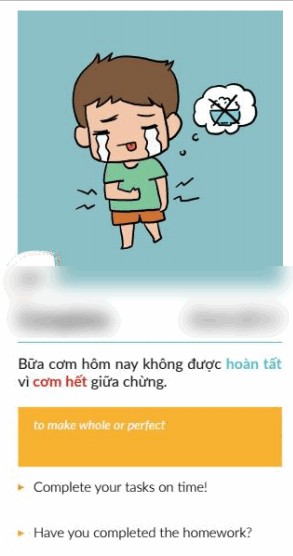 Bữa cơm hôm nay không được hoàn tất
vì cơm hết giữa chừng.
to make whole or perfect
Complete your tasks on time!
Have you completed the homework?